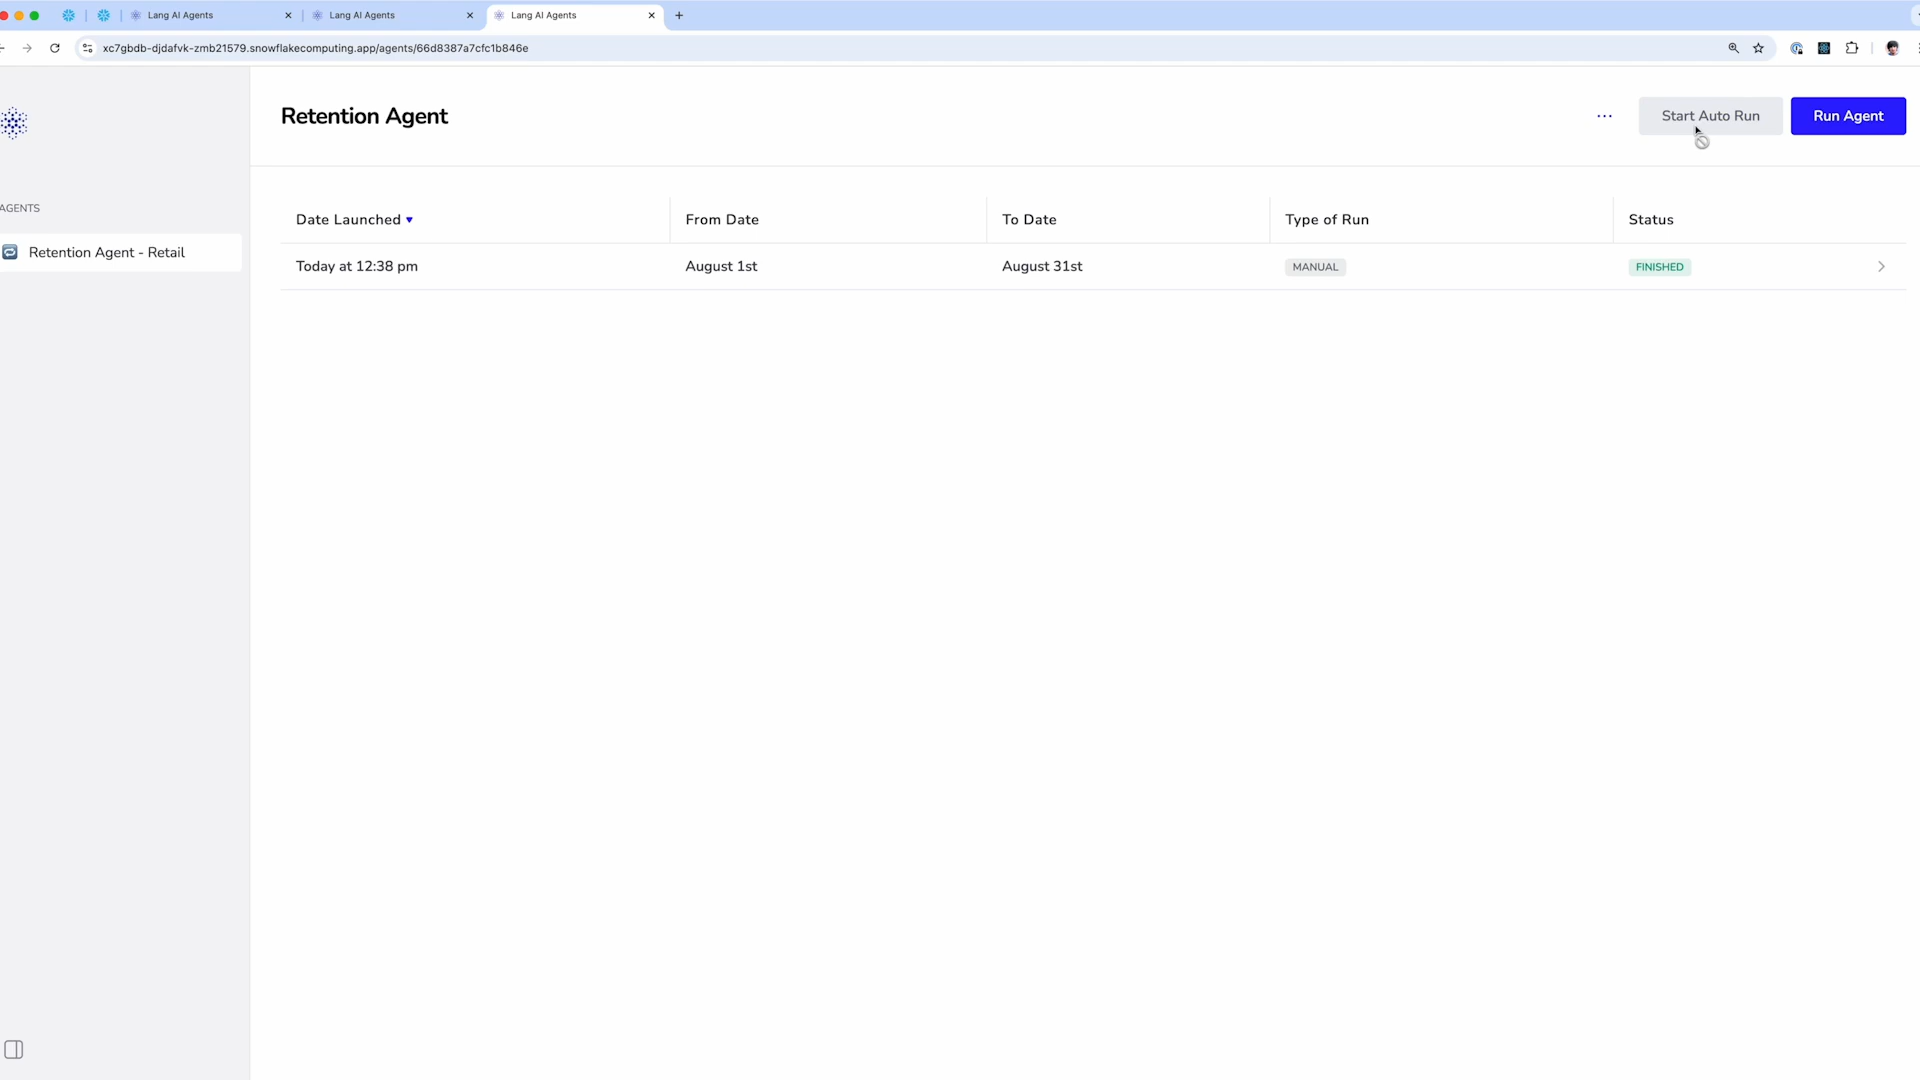 Lang AI Agents
Lang AI Agents
Lang AI Agents
xc7gbdb-djdafvk-zmb21579.snowflakecomputing.app/agents/66d8387a7cfc1b846e
Retention Agent
Start Auto Run
Run Agent
AGENTS
Retention Agent - Retail
Date Launched
From Date
To Date
Type of Run
Status
Today at 12:38 pm
August 1st
August 31st
MANUAL
FINISHED